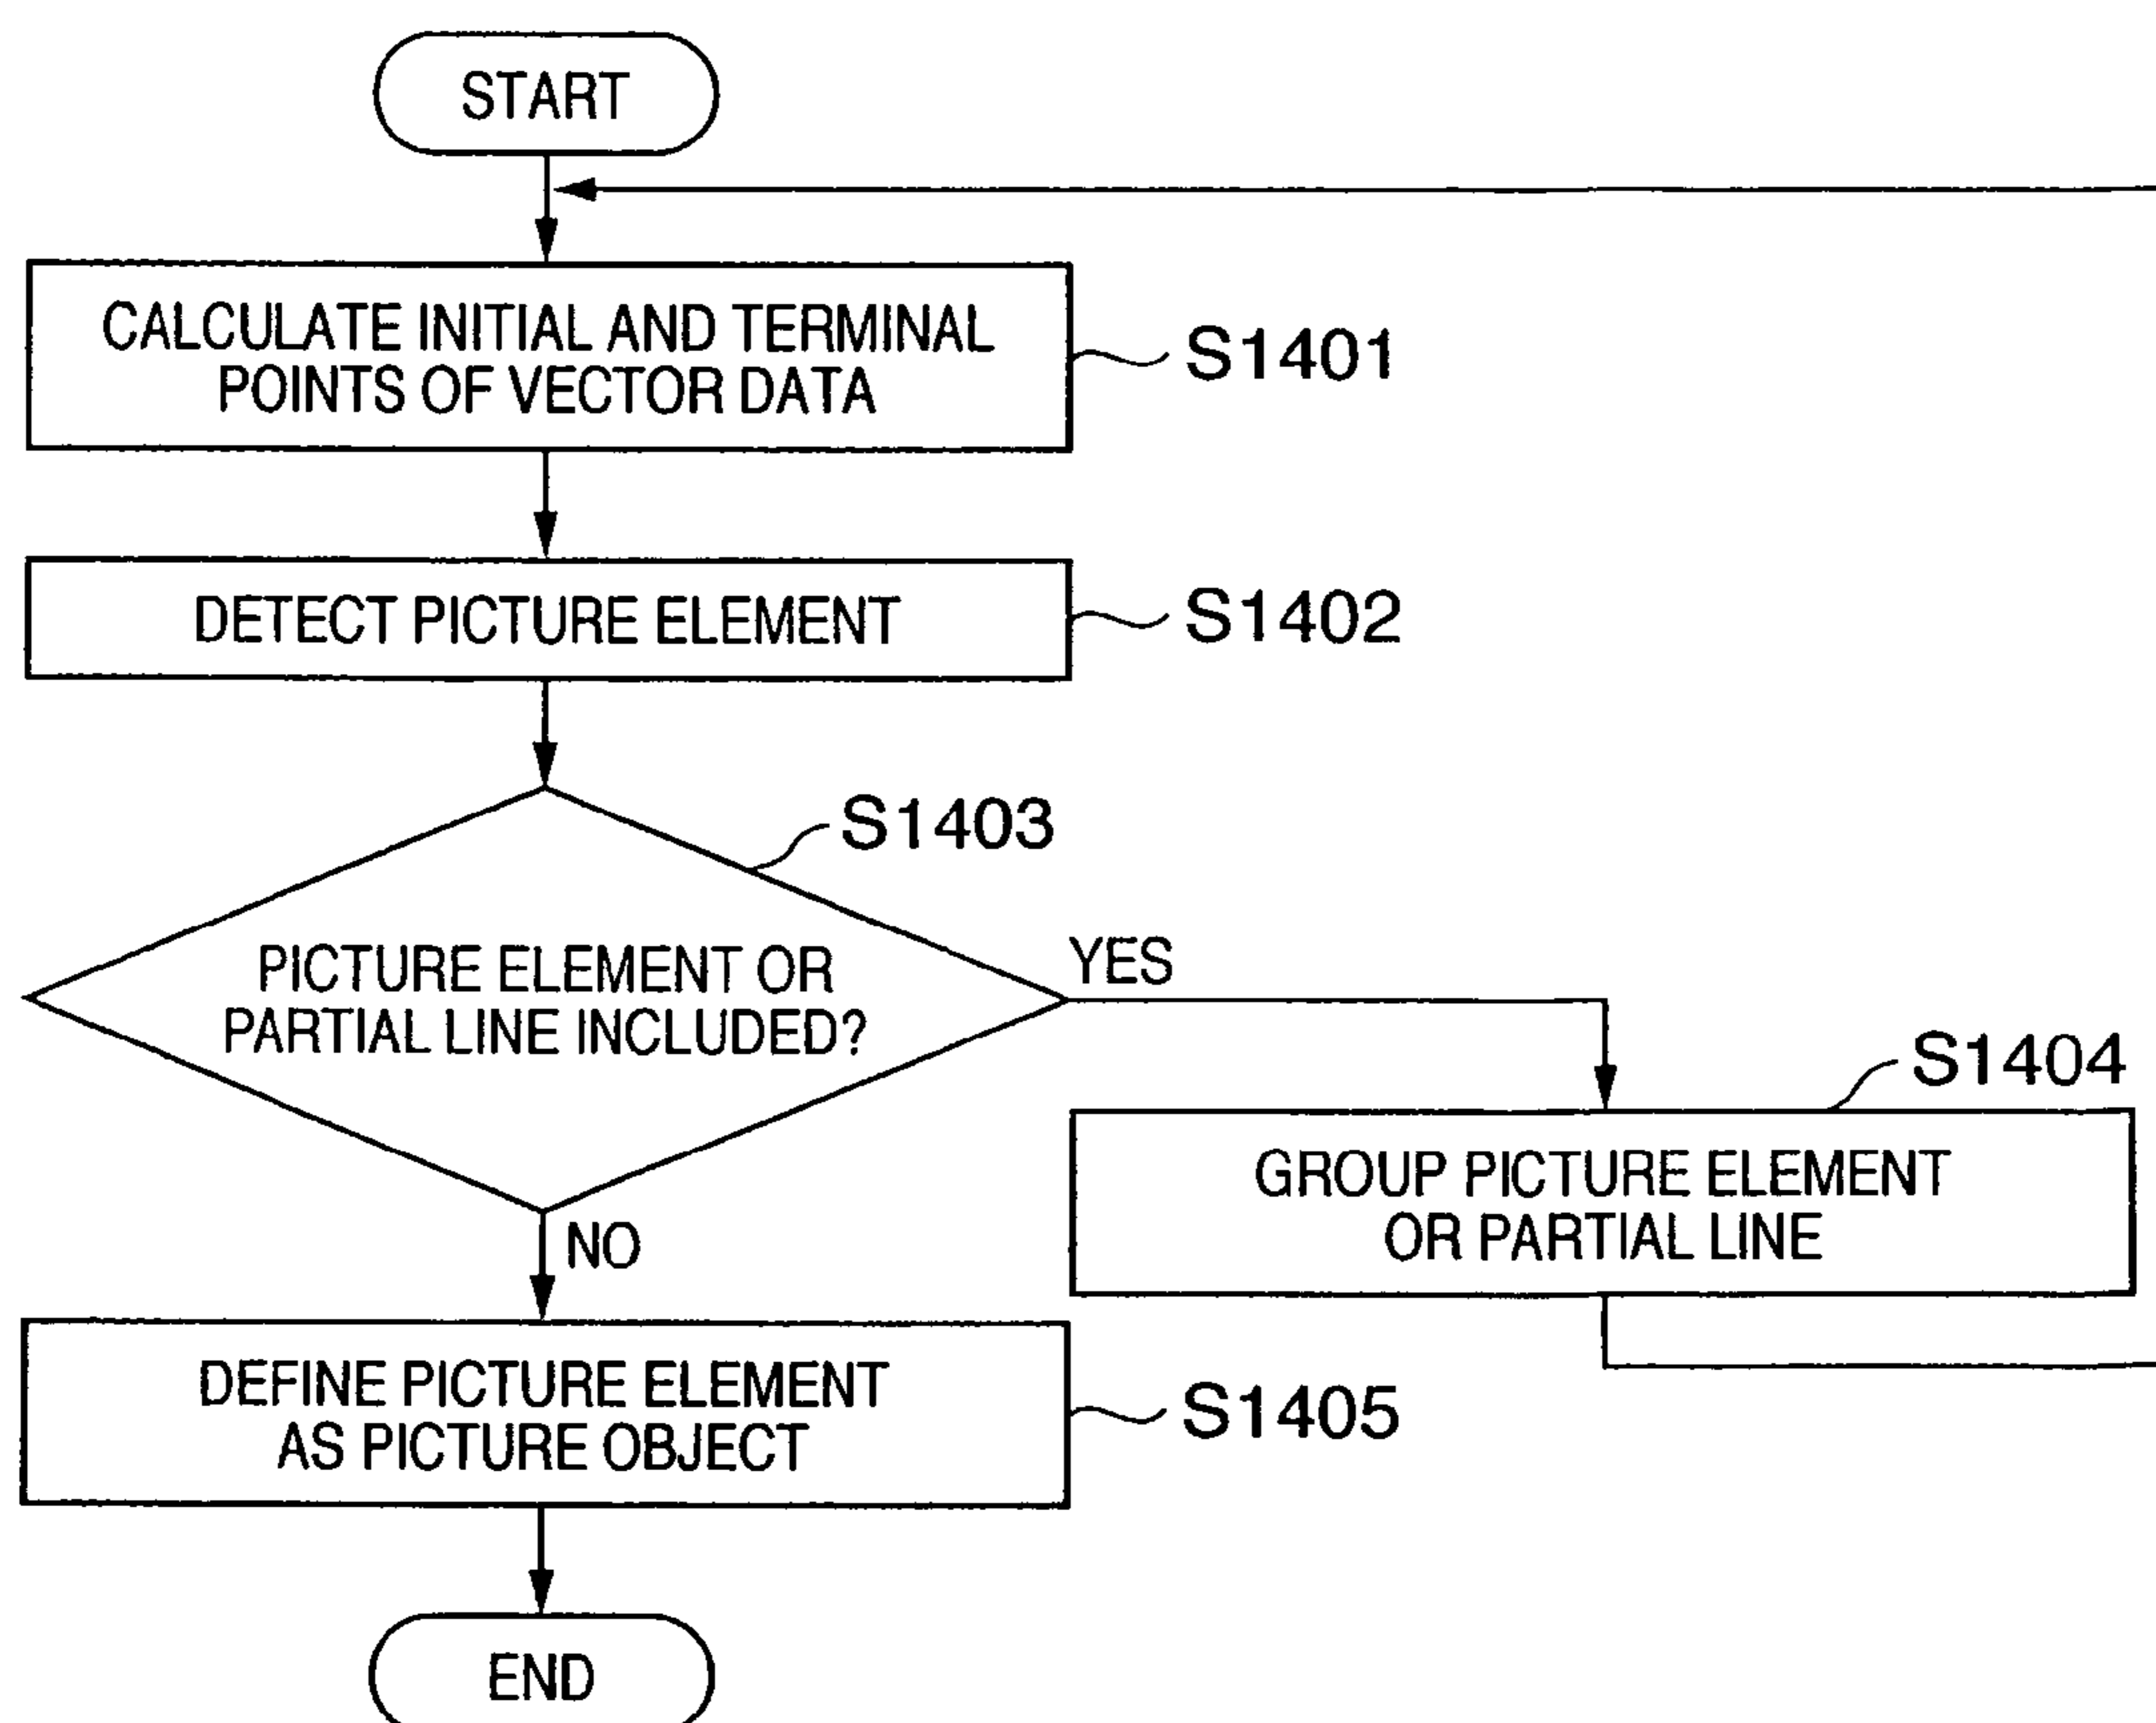 START
CALCULATE INITIAL AND TERMINAL
POINTS OF VECTOR DATA
S1401
DETECT PICTURE ELEMENT
S1402
S1403
PICTURE ELEMENT OR
PARTIAL LINE INCLUDED?
YES
S1404
GROUP PICTURE ELEMENT
OR PARTIAL LINE
NO
DEFINE PICTURE ELEMENT
AS PICTURE OBJECT
S1405
END